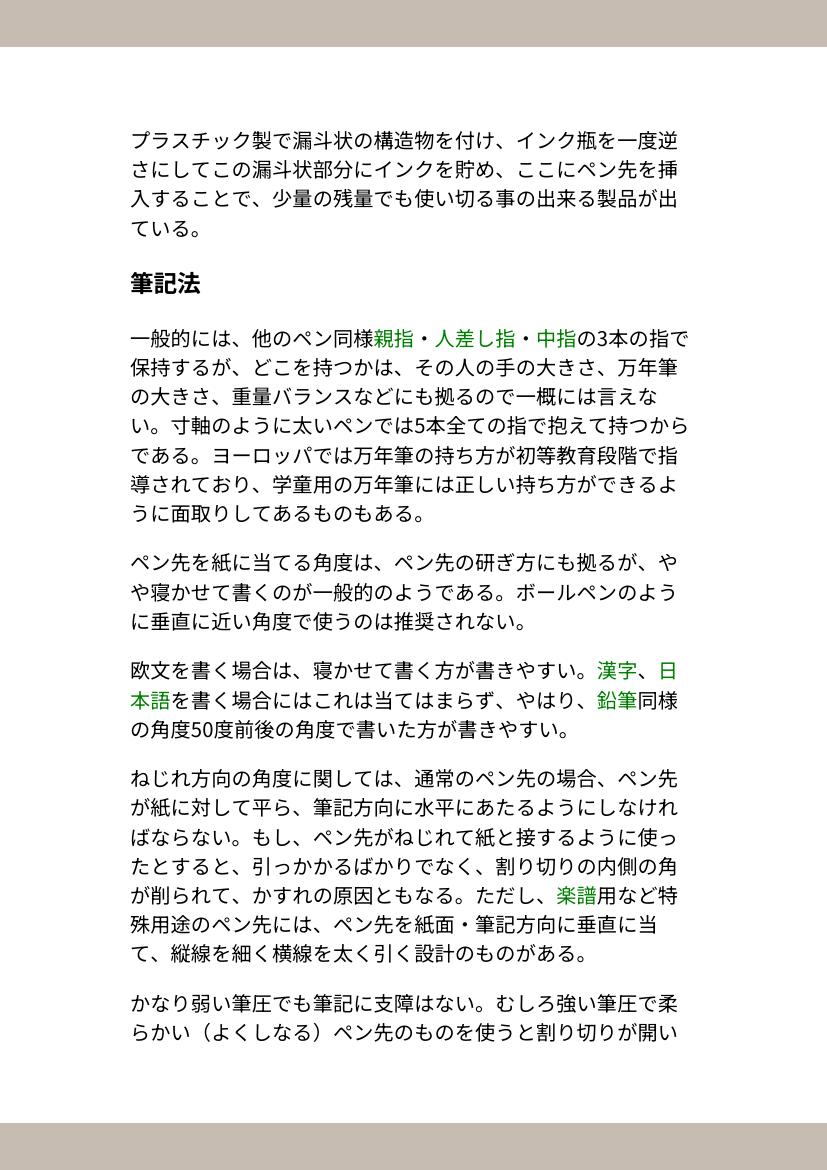 プラスチック製で漏斗状の構造物を付け、インク瓶を一度逆
さにしてこの漏斗状部分にインクを貯め、ここにペン先を挿
入することで、少量の残量でも使い切る事の出来る製品が出
ている。
筆記法
一般的には、他のペン同様親指・人差し指・中指の3本の指で
保持するが、どこを持つかは、その人の手の大きさ、万年筆
の大きさ、重量バランスなどにも拠るので一概には言えな
い。寸軸のように太いペンでは5本全ての指で抱えて持つから
である。ヨーロッパでは万年筆の持ち方が初等教育段階で指
導されており、学童用の万年筆には正しい持ち方ができるよ
うに面取りしてあるものもある。
ペン先を紙に当てる角度は、ペン先の研ぎ方にも拠るが、や
や寝かせて書くのが一般的のようである。ボールペンのよう
に垂直に近い角度で使うのは推奨されない。
欧文を書く場合は、寝かせて書く方が書きやすい。漢字、日
本語を書く場合にはこれは当てはまらず、やはり、鉛筆同様
の角度50度前後の角度で書いた方が書きやすい。
ねじれ方向の角度に関しては、通常のペン先の場合、ペン先
が紙に対して平ら、筆記方向に水平にあたるようにしなけれ
ばならない。もし、ペン先がねじれて紙と接するように使っ
たとすると、引っかかるばかりでなく、割り切りの内側の角
が削られて、かすれの原因ともなる。ただし、楽譜用など特
殊用途のペン先には、ペン先を紙面・筆記方向に垂直に当
て、縦線を細く横線を太く引く設計のものがある。
かなり弱い筆圧でも筆記に支障はない。むしろ強い筆圧で柔
らかい（よくしなる）ペン先のものを使うと割り切りが開い